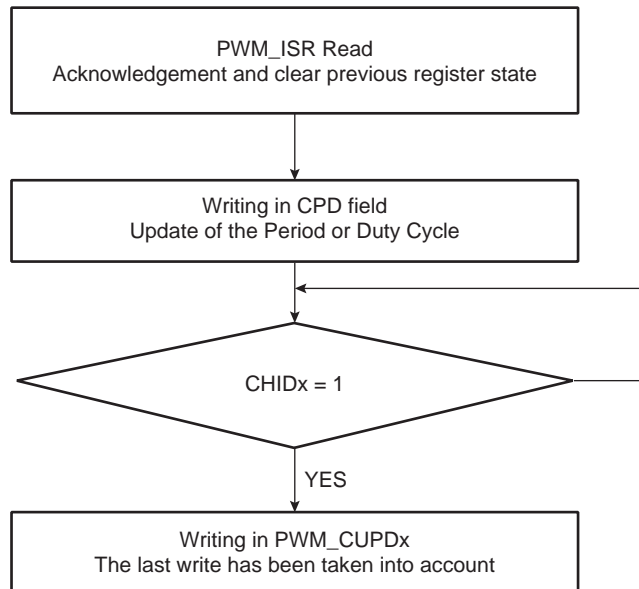 PWM_ISR Read
Acknowledgement and clear previous register state
Writing in CPD field
Update of the Period or Duty Cycle
CHIDx = 1
YES
Writing in PWM_CUPDx
The last write has been taken into account